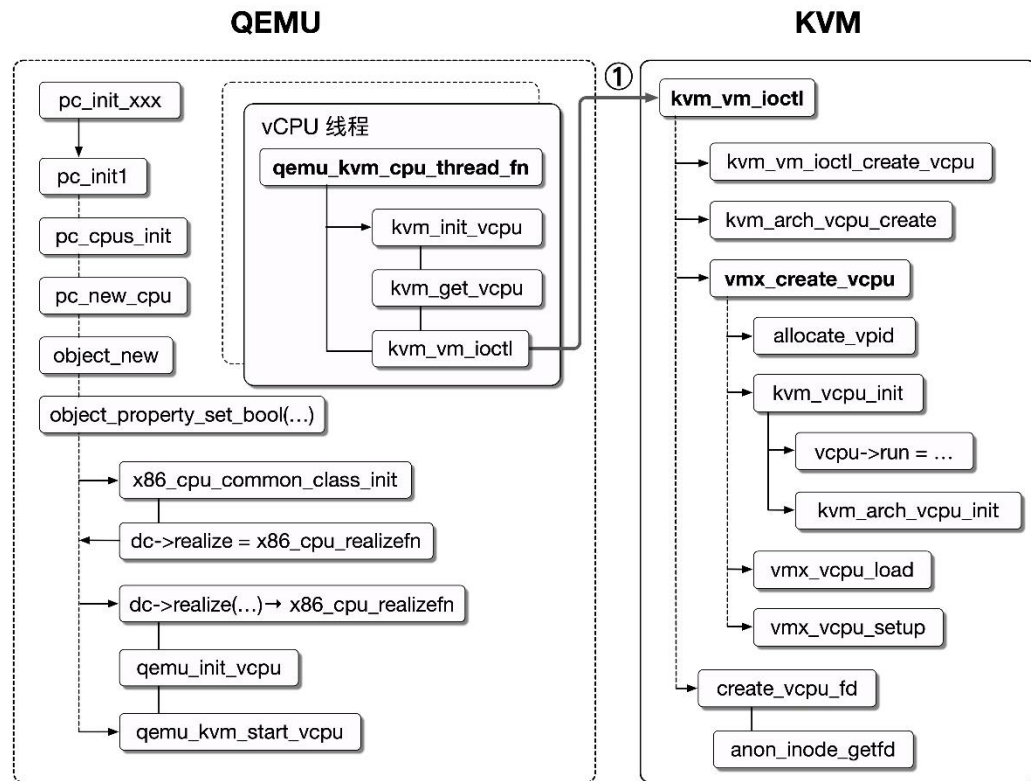 QEMU
KVM
pc_init_xxx
pc_init1
pc_cpus_init
pc_new_cpu
object_new
object_property_set_bool(…)
x86_cpu_common_class_init
dc->realize = x86_cpu_realizefn
dc->realize(…)→ x86_cpu_realizefn
qemu_init_vcpu
qemu_kvm_start_vcpu
vCPU 线程
qemu_kvm_cpu_thread_fn
kvm_init_vcpu
kvm_get_vcpu
kvm_vm_ioctl
①
kvm_vm_ioctl
kvm_vm_ioctl_create_vcpu
kvm_arch_vcpu_create
vmx_create_vcpu
allocate_vpid
kvm_vcpu_init
vcpu->run = …
kvm_arch_vcpu_init
vmx_vcpu_load
vmx_vcpu_setup
create_vcpu_fd
anon_inode_getfd